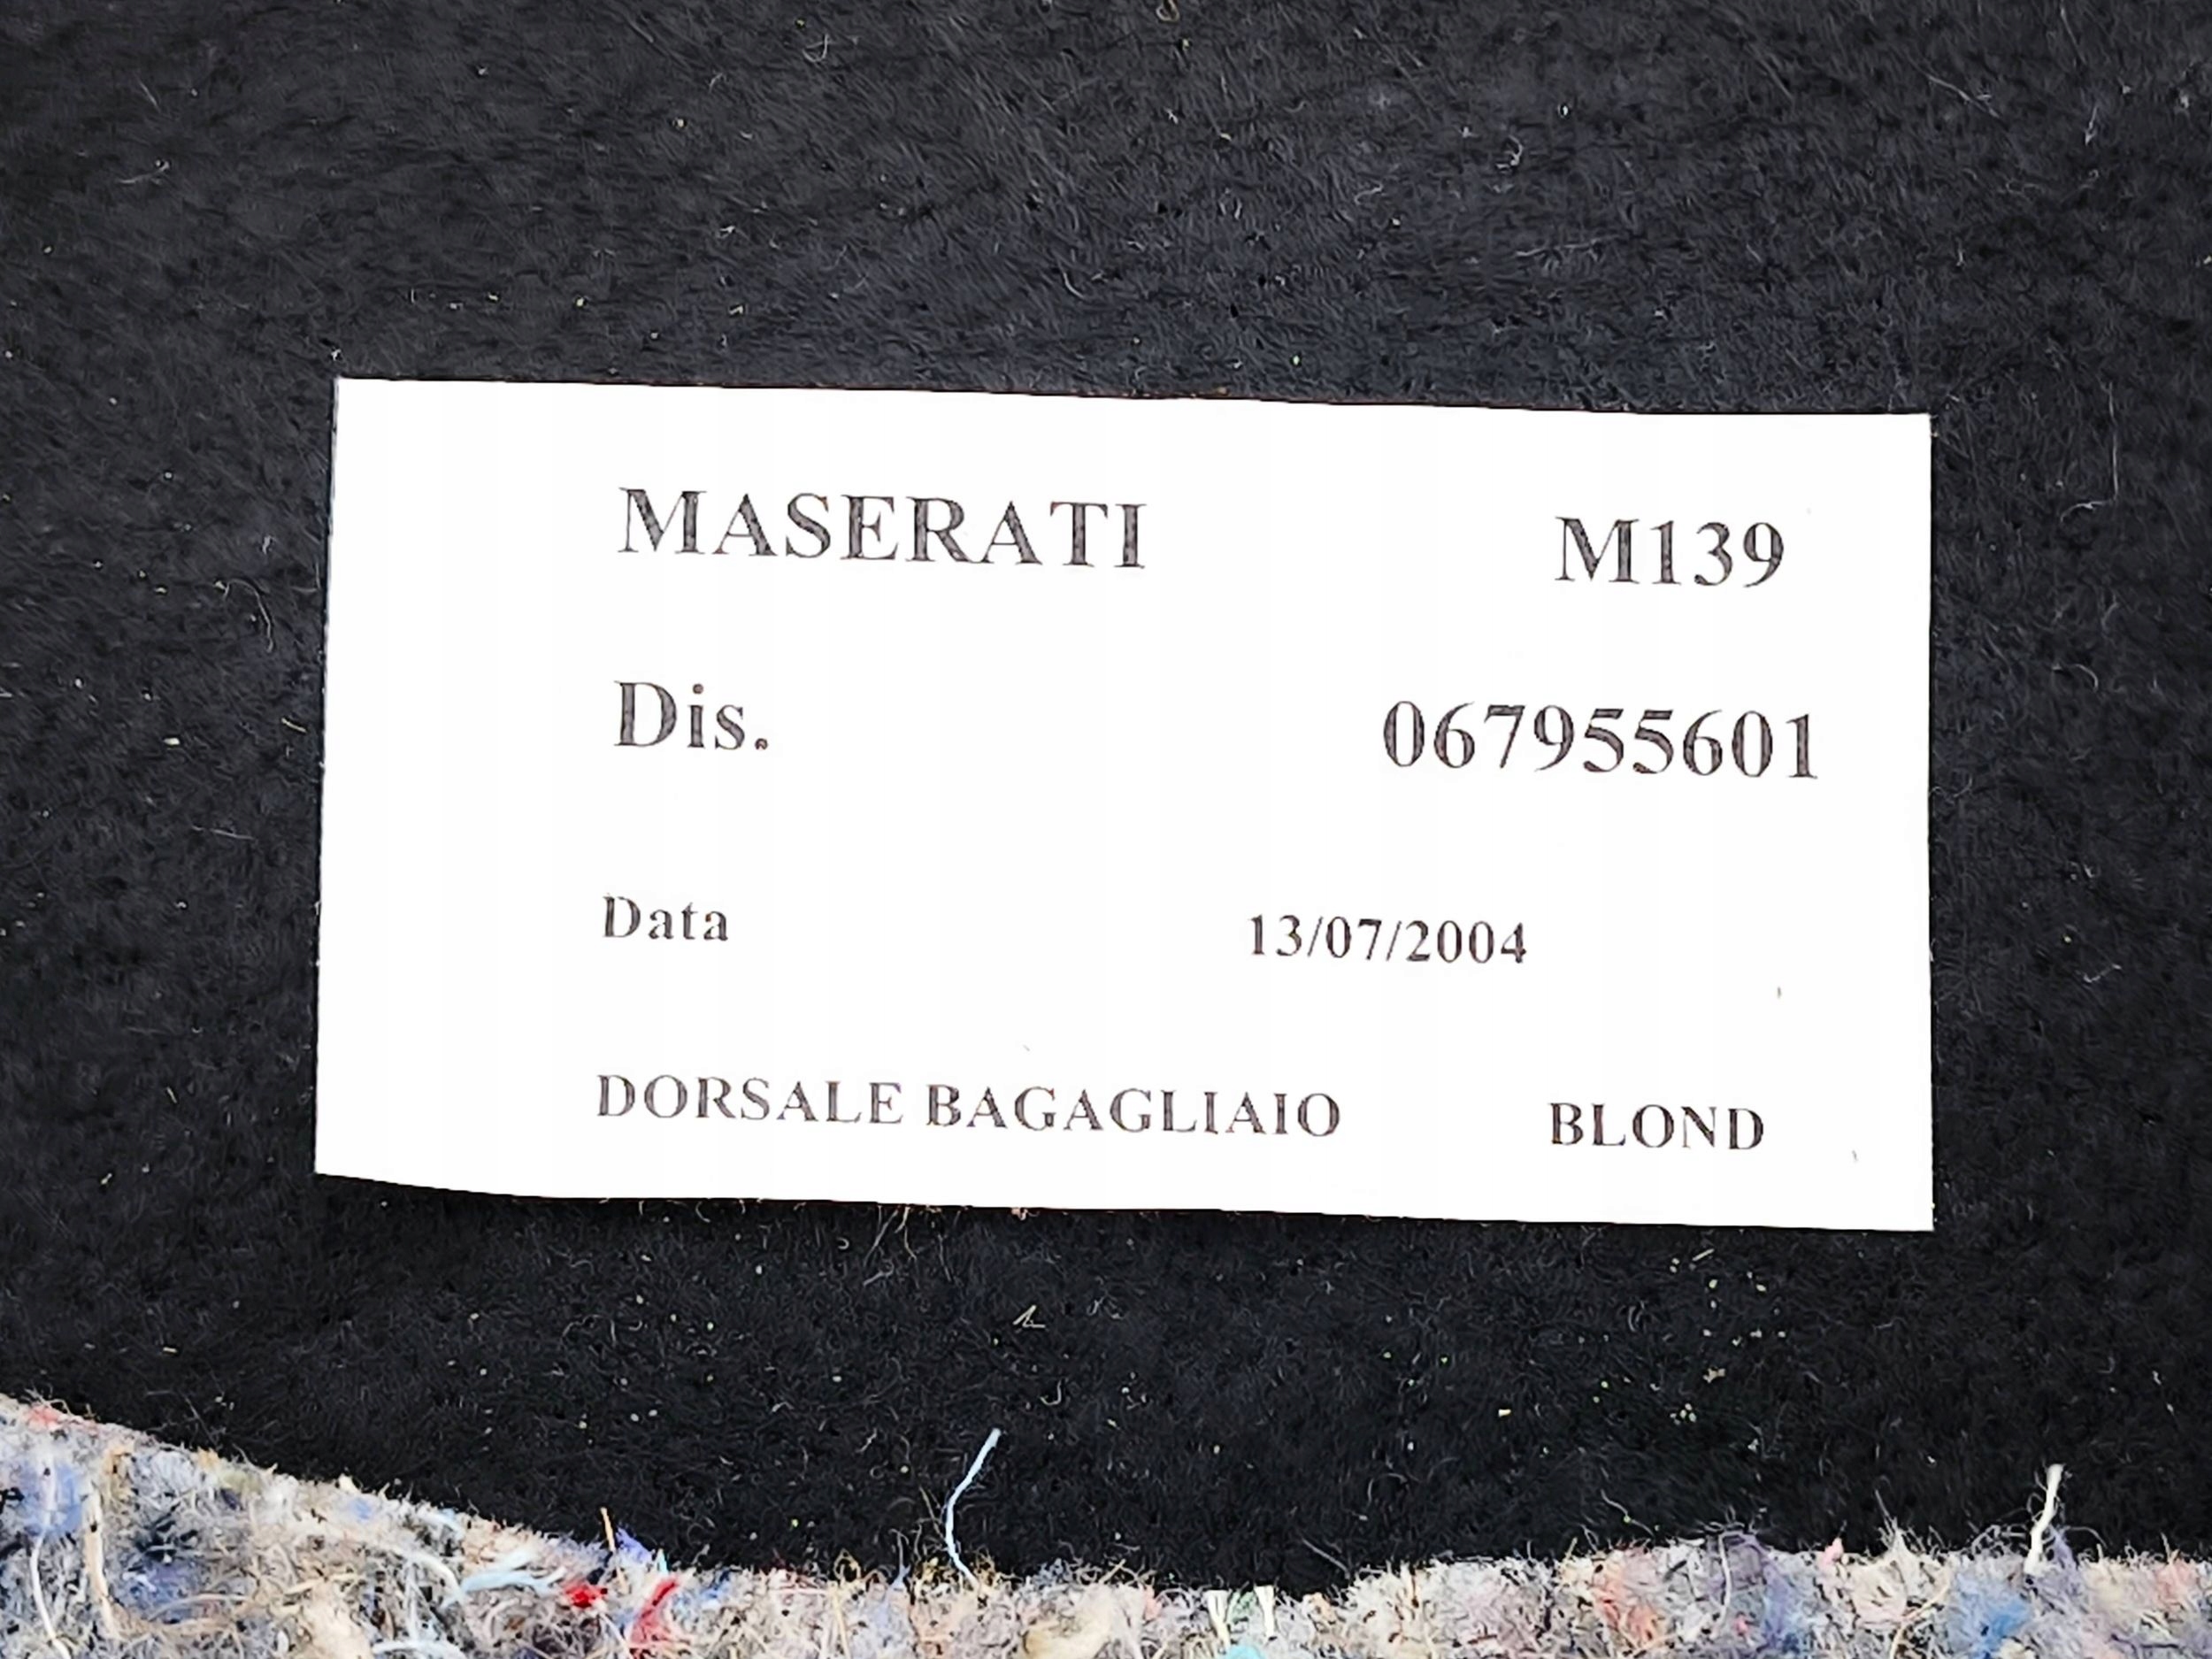 MASERATI M139
Dis. 067955601
Data 13/07/2004
DORSALE BAGAGLIAIO BLOND